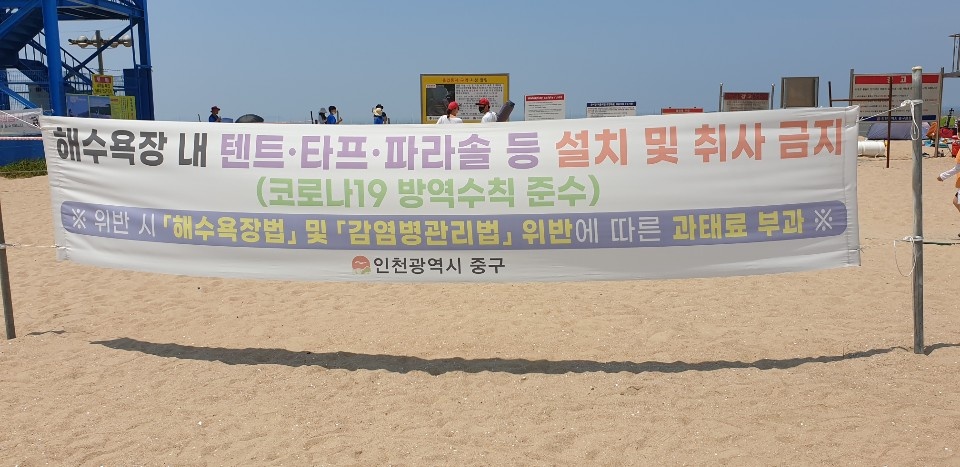 해수욕장 내 텐트·타프·파라솔 등 설치 및 취사 금지
(코로나19 방역수칙 준수)
※ 위반 시 「해수욕장법」 및 「감염병관리법」 위반에 따른 과태료 부과 ※
인천광역시 중구